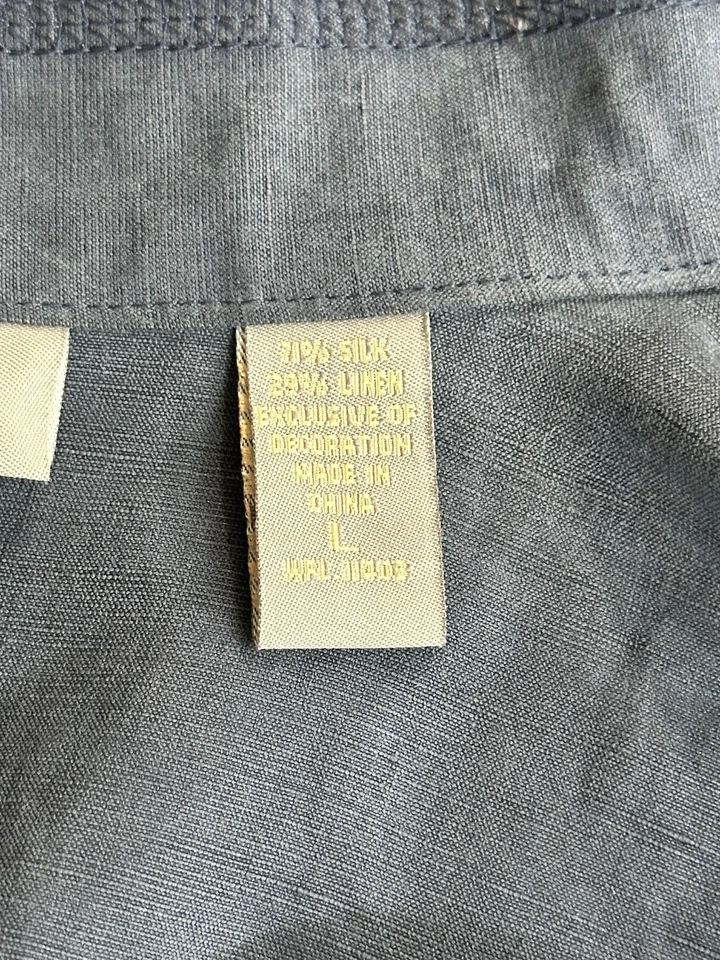 71% SILK
29% LINEN
EXCLUSIVE OF
DECORATION
MADE IN
CHINA
L
WPL 11403